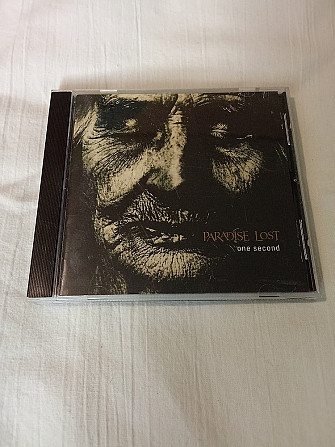 PARADISE LOST
one second